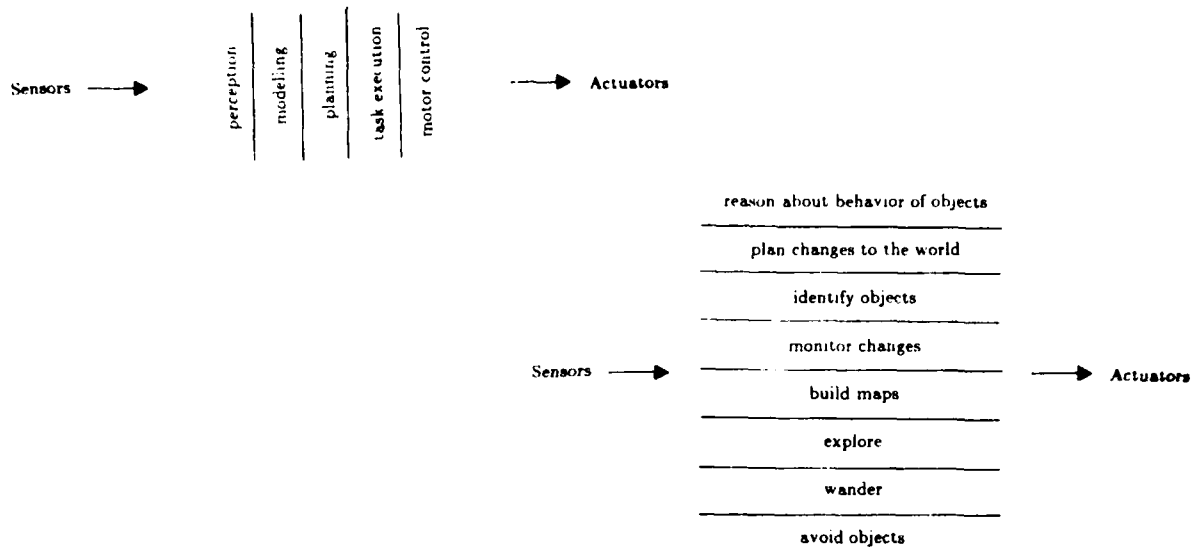 Sensors
perception
modelling
planning
task execution
motor control
Actuators
reason about behavior of objects
plan changes to the world
identify objects
monitor changes
Sensors
build maps
Actuators
explore
wander
avoid objects